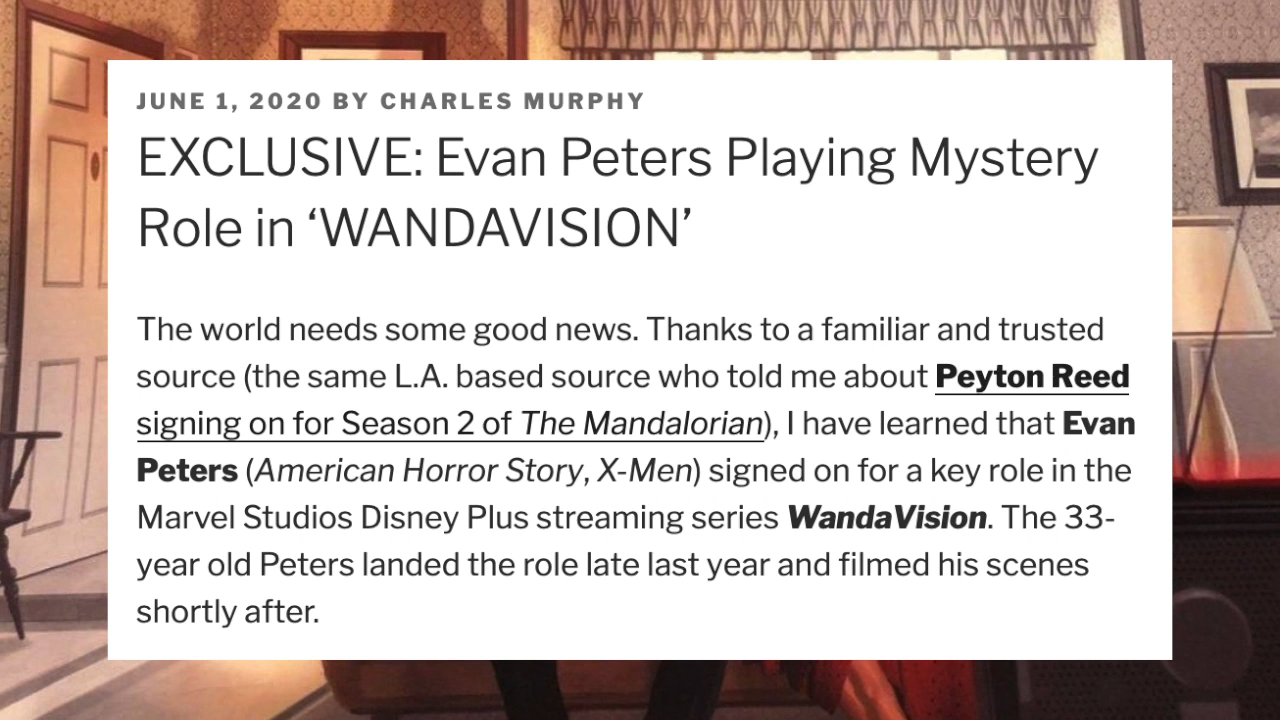 JUNE 1, 2020 BY CHARLES MURPHY
EXCLUSIVE: Evan Peters Playing Mystery
Role in ‘WANDAVISION’
The world needs some good news. Thanks to a familiar and trusted
source (the same L.A. based source who told me about Peyton Reed
signing on for Season 2 of The Mandalorian), I have learned that Evan
Peters (American Horror Story, X-Men) signed on for a key role in the
Marvel Studios Disney Plus streaming series WandaVision. The 33-
year old Peters landed the role late last year and filmed his scenes
shortly after.